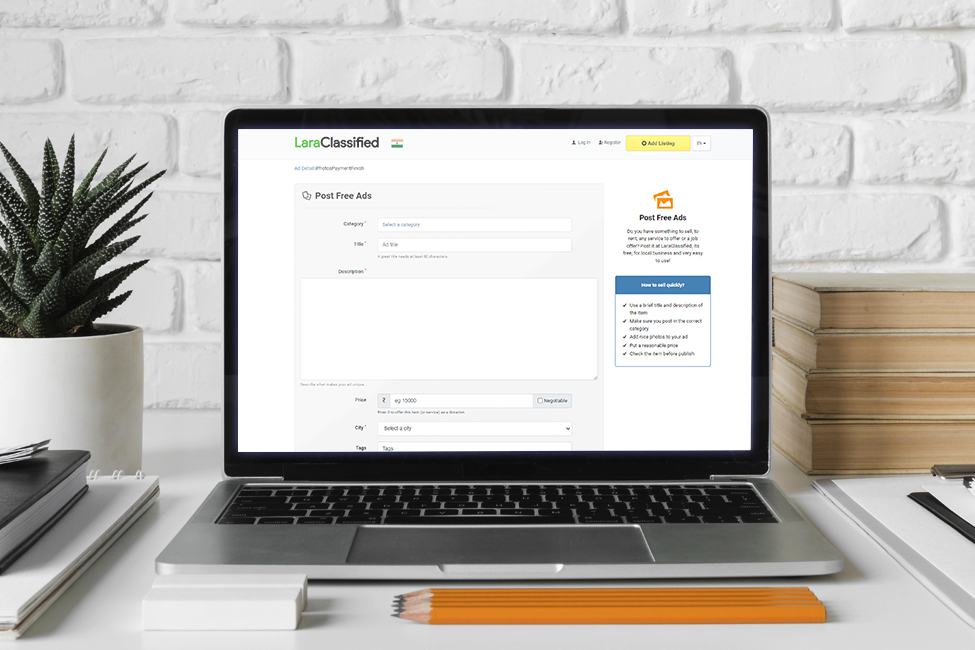 LaraClassified
Log in
Register
Add Listing
EN
Ad Details Photos Payment Finish
Post Free Ads
Category *
Select a category
Title *
Ad title
A great title needs at least 60 characters.
Description *
Describe what makes your ad unique
Price
₹
eg 15000
Negotiable
Enter 0 to offer this item (or service) as a donation.
City *
Select a city
Tags
Tags
Post Free Ads
Do you have something to sell, to
rent, any service to offer or a job
offer? Post it at LaraClassified, its
free, for local business and very easy
to use!
How to sell quickly?
Use a brief title and description of
the item
Make sure you post in the correct
category
Add nice photos to your ad
Put a reasonable price
Check the item before publish